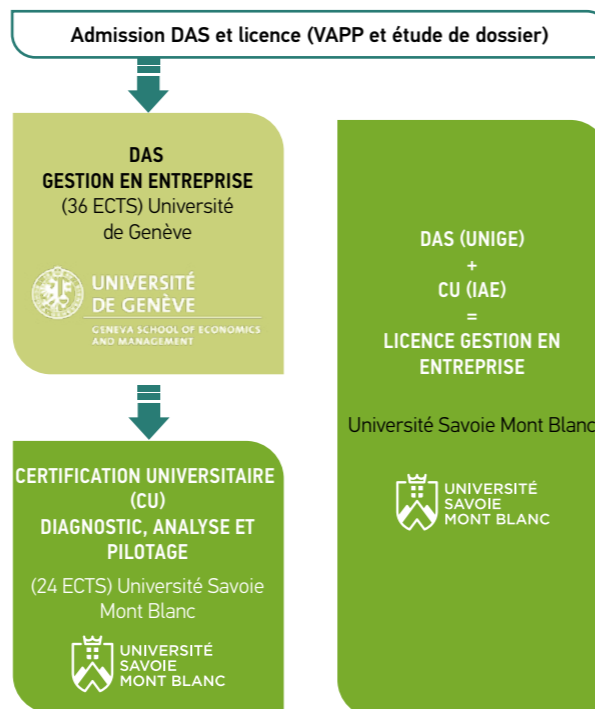 Admission DAS et licence (VAPP et étude de dossier)
DAS
GESTION EN ENTREPRISE
(36 ECTS) Université
de Genève
UNIVERSITÉ
DE GENÈVE
GENEVA SCHOOL OF ECONOMICS
AND MANAGEMENT
CERTIFICATION UNIVERSITAIRE
(CU)
DIAGNOSTIC, ANALYSE ET
PILOTAGE
(24 ECTS) Université Savoie
Mont Blanc
UNIVERSITÉ
SAVOIE
MONT BLANC
DAS (UNIGE)
+
CU (IAE)
=
LICENCE GESTION EN
ENTREPRISE
Université Savoie Mont Blanc
UNIVERSITÉ
SAVOIE
MONT BLANC